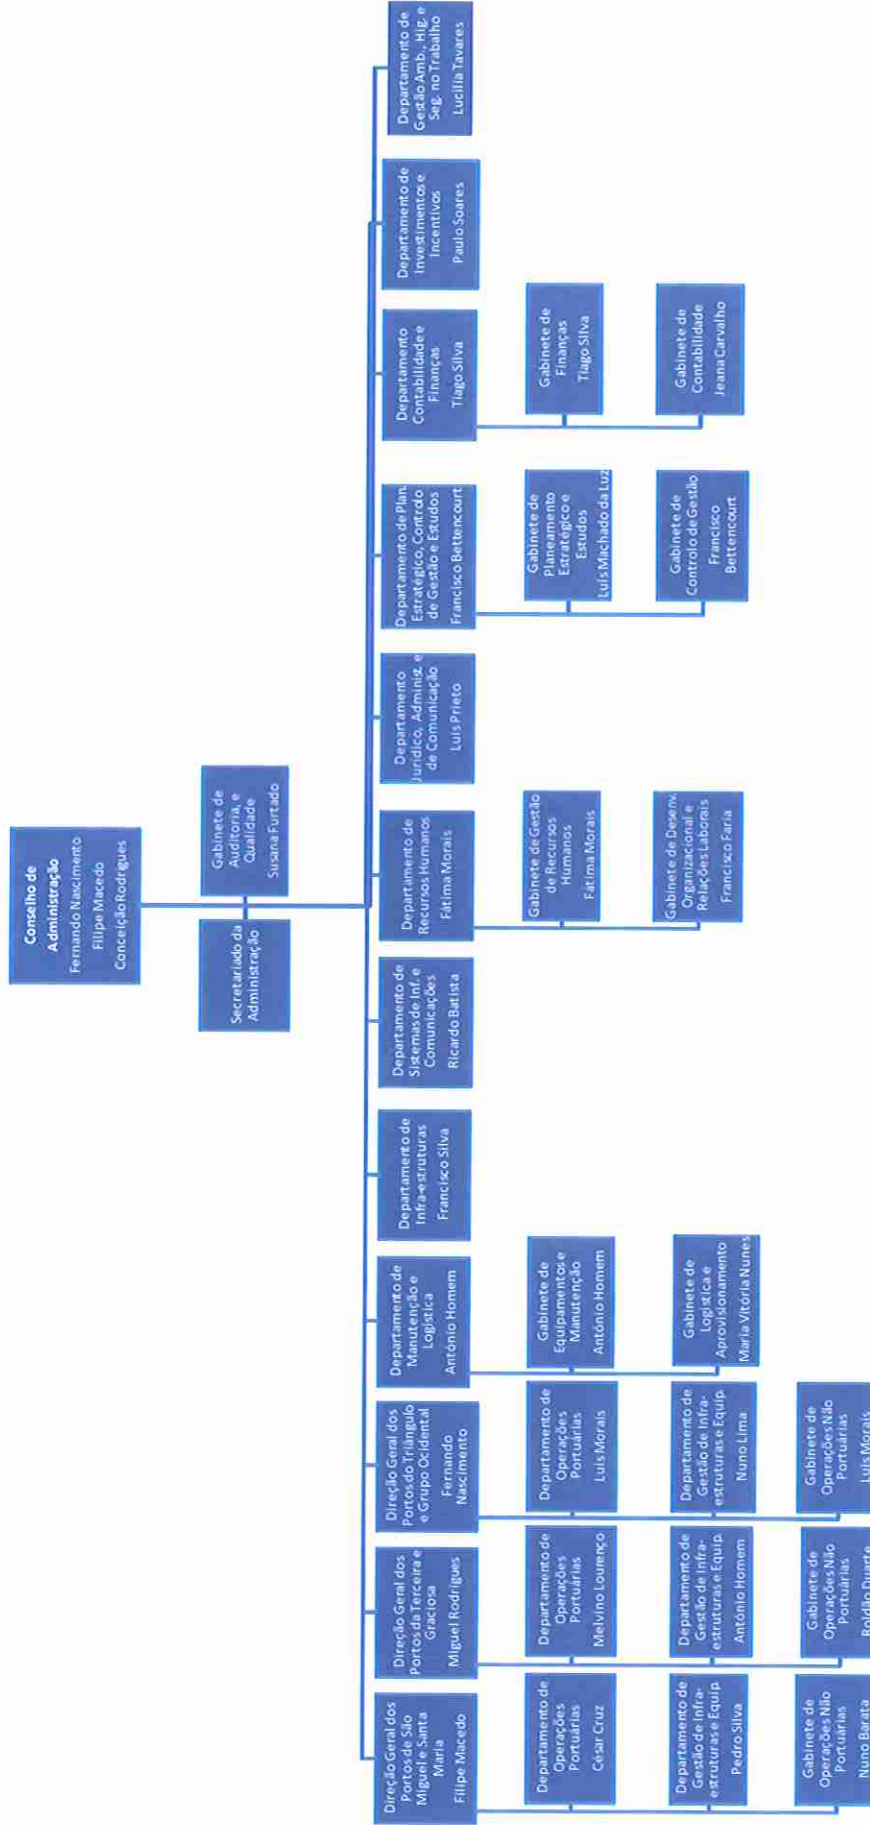 Conselho de
Administração
Fernando Nascimento
Filipe Macedo
Conceição Rodrigues
Secretariado da
Administração
Gabinete de
Auditoria, e
Qualidade
Susana Furtado
Direção Geral dos
Portos de São
Miguel e Santa
Maria
Filipe Macedo
Departamento de
Operações
Portuárias
César Cruz
Departamento de
Gestão de Infra-
estruturas e Equip.
Pedro Silva
Gabinete de
Operações Não
Portuárias
Nuno Barata
Direção Geral dos
Portos da Terceira e
Graciosa
Miguel Rodrigues
Departamento de
Operações
Portuárias
Melvino Lourenço
Departamento de
Gestão de Infra-
estruturas e Equip.
António Homem
Gabinete de
Operações Não
Portuárias
Roldão Duarte
Direção Geral dos
Portos do Triângulo
e Grupo Ocidental
Fernando
Nascimento
Departamento de
Operações
Portuárias
Luís Morais
Departamento de
Gestão de Infra-
estruturas e Equip.
Nuno Lima
Gabinete de
Operações Não
Portuárias
Luís Morais
Departamento de
Manutenção e
Logística
António Homem
Gabinete de
Equipamentos e
Manutenção
António Homem
Gabinete de
Logística e
Aprovisionamento
Maria Vitória Nunes
Departamento de
Infra-estruturas
Francisco Silva
Departamento de
Sistemas de Inf. e
Comunicações
Ricardo Batista
Departamento de
Recursos Humanos
Fátima Morais
Gabinete de Gestão
de Recursos
Humanos
Fátima Morais
Gabinete de Desenv.
Organizacional e
Relações Laborais
Francisco Faria
Departamento
Jurídico, Administ. e
de Comunicação
Luis Prieto
Departamento de Plan.
Estratégico, Controlo
de Gestão e Estudos
Francisco Bettencourt
Gabinete de
Planeamento
Estratégico e
Estudos
Luís Machado da Luz
Gabinete de
Controlo de Gestão
Francisco
Bettencourt
Departamento
Contabilidade e
Finanças
Tiago Silva
Gabinete de
Finanças
Tiago Silva
Gabinete de
Contabilidade
Jeana Carvalho
Departamento de
Investimentos e
Incentivos
Paulo Soares
Departamento de
Gestão Amb., Hig. e
Seg. no Trabalho
Lucília Tavares